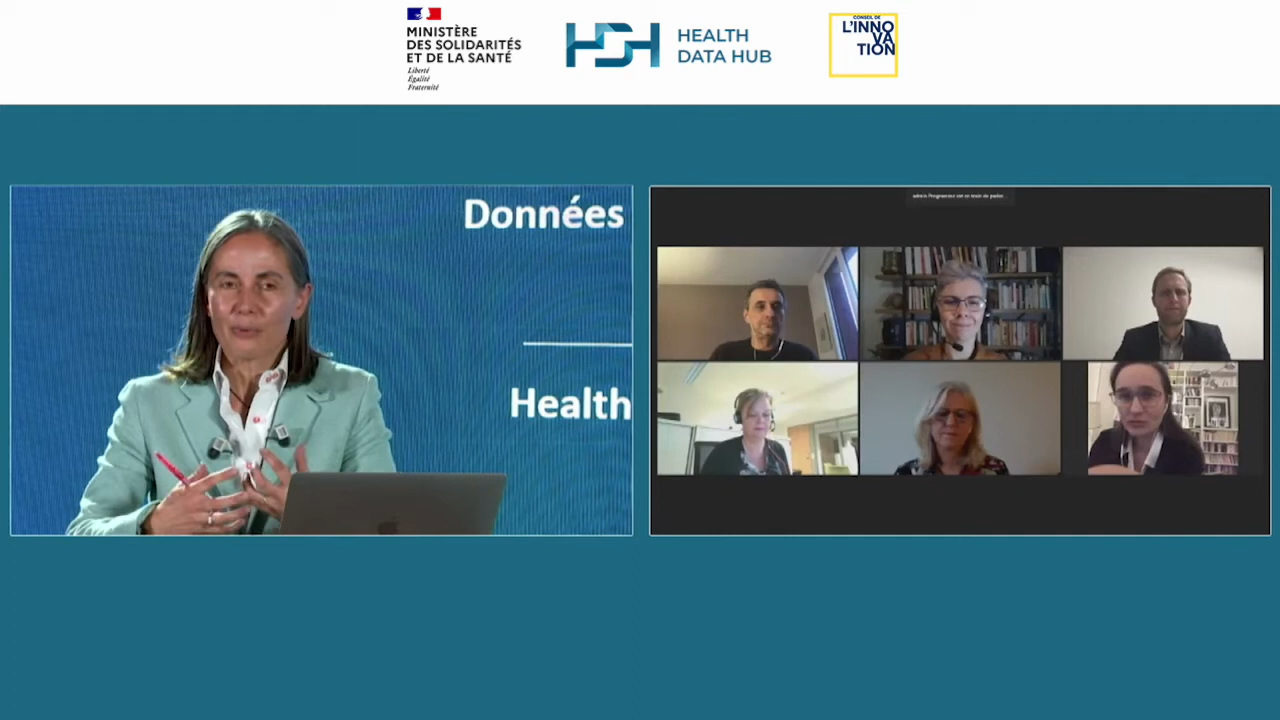 MINISTÈRE
DES SOLIDARITÉS
ET DE LA SANTÉ
Liberté
Égalité
Fraternité
HDH
HEALTH
DATA HUB
CONSEIL DE
L'INNO
VA
TION
Données
Health